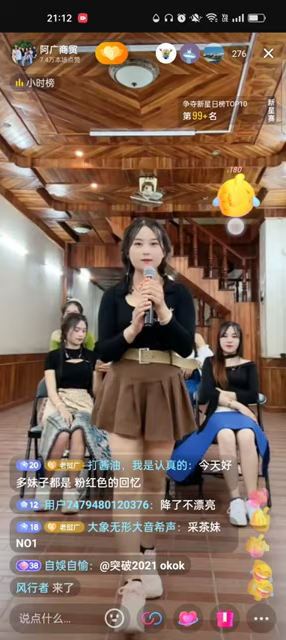 21:12
阿广商贸
7.4万本场点赞
276
小时榜
争夺新星日榜TOP10
第99+名
新星赛
T80
20 老挝广 打酱油，我是认真的：今天好
多妹子都是 粉红色的回忆
12 用户7479480120376：降了不漂亮
18 老挝广 大象无形大音希声：采茶妹
NO1
38 自娱自愉：@突破2021 okok
风行者 来了
说点什么...